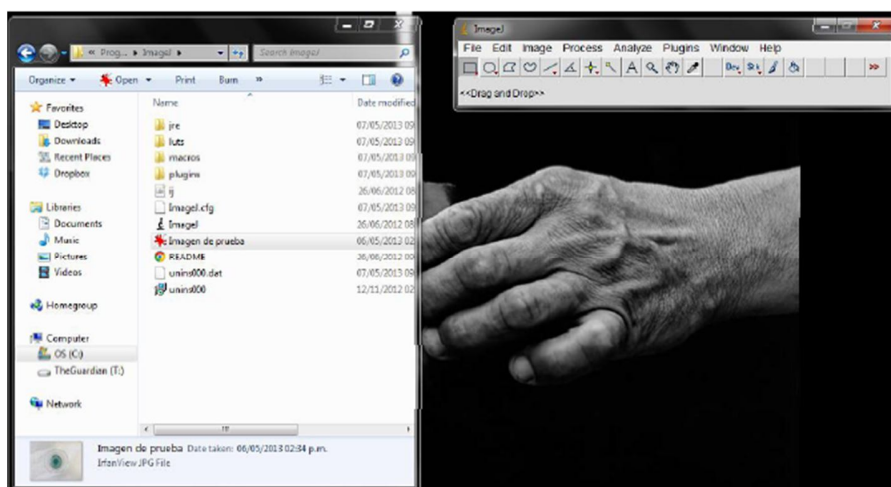 « Prog... ▸ ImageJ ▸
Search ImageJ
Organize
Open
Print
Burn
»
Name
Date modified
Favorites
Desktop
Downloads
Recent Places
Dropbox
Libraries
Documents
Music
Pictures
Videos
Homegroup
Computer
OS (C:)
TheGuardian (T:)
Network
jre 07/05/2013 09
luts 07/05/2013 09
macros 07/05/2013 09
plugins 07/05/2013 09
ij 26/06/2012 08
ImageJ.cfg 07/05/2013 09
ImageJ 26/06/2012 08
Imagen de prueba 06/05/2013 02
README 26/06/2012 09
unins000.dat 07/05/2013 09
unins000 12/11/2012 02
Imagen de prueba Date taken: 06/05/2013 02:34 p.m.
IrfanView JPG File
ImageJ
File Edit Image Process Analyze Plugins Window Help
A Dev Stk >>
<<Drag and Drop>>